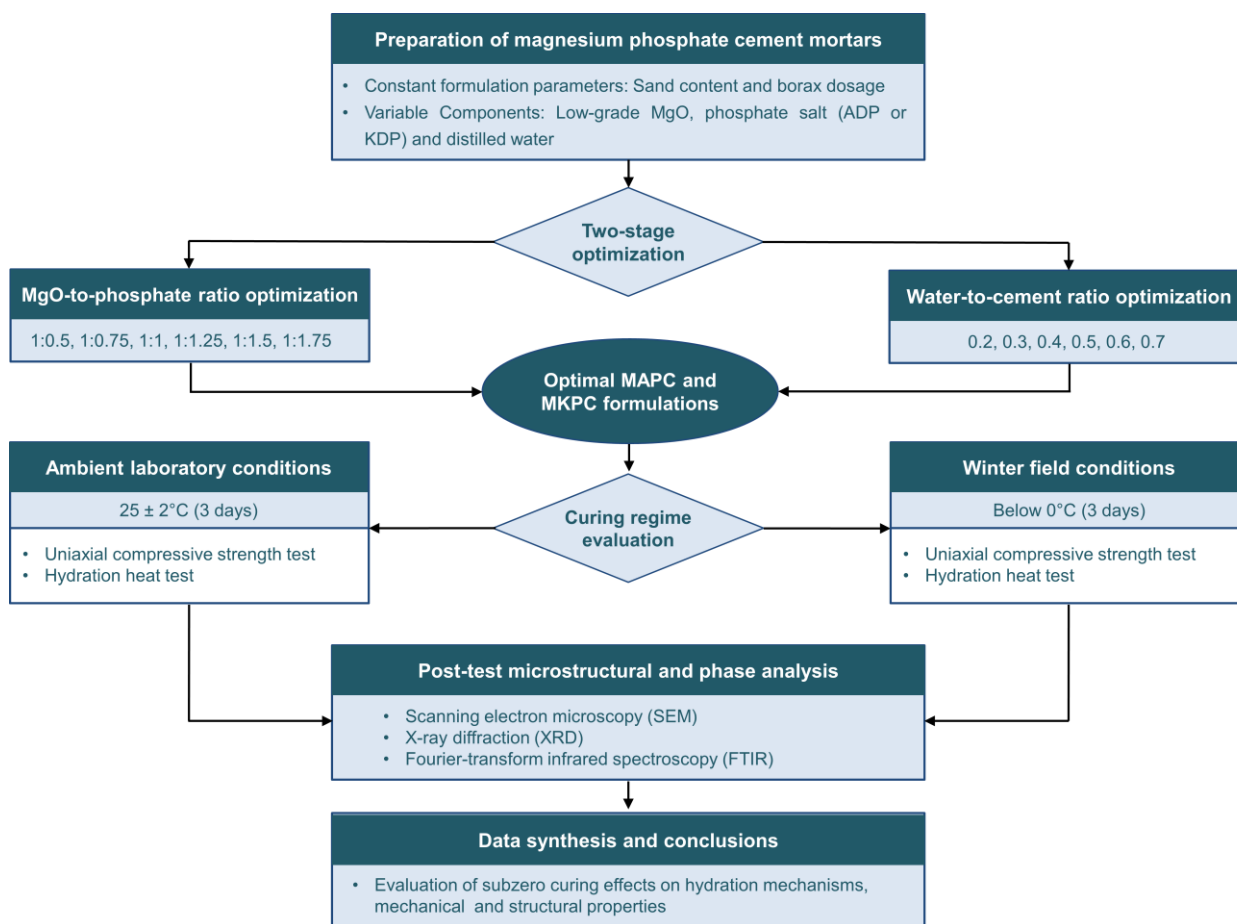 Preparation of magnesium phosphate cement mortars
• Constant formulation parameters: Sand content and borax dosage
• Variable Components: Low-grade MgO, phosphate salt (ADP or
KDP) and distilled water
Two-stage
optimization
MgO-to-phosphate ratio optimization
1:0.5, 1:0.75, 1:1, 1:1.25, 1:1.5, 1:1.75
Water-to-cement ratio optimization
0.2, 0.3, 0.4, 0.5, 0.6, 0.7
Optimal MAPC and
MKPC formulations
Ambient laboratory conditions
25 ± 2°C (3 days)
• Uniaxial compressive strength test
• Hydration heat test
Curing regime
evaluation
Winter field conditions
Below 0°C (3 days)
• Uniaxial compressive strength test
• Hydration heat test
Post-test microstructural and phase analysis
• Scanning electron microscopy (SEM)
• X-ray diffraction (XRD)
• Fourier-transform infrared spectroscopy (FTIR)
Data synthesis and conclusions
• Evaluation of subzero curing effects on hydration mechanisms,
mechanical and structural properties